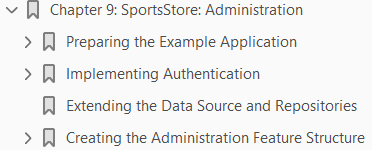 Chapter 9: SportsStore: Administration
Preparing the Example Application
Implementing Authentication
Extending the Data Source and Repositories
Creating the Administration Feature Structure